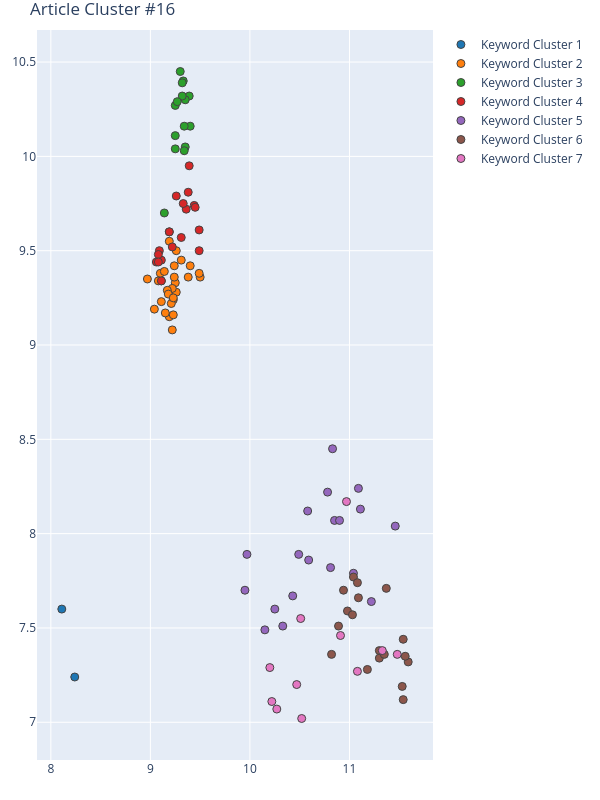 Article Cluster #16
Keyword Cluster 1
Keyword Cluster 2
Keyword Cluster 3
Keyword Cluster 4
Keyword Cluster 5
Keyword Cluster 6
Keyword Cluster 7
10.5
10
9.5
9
8.5
8
7.5
7
8
9
10
11